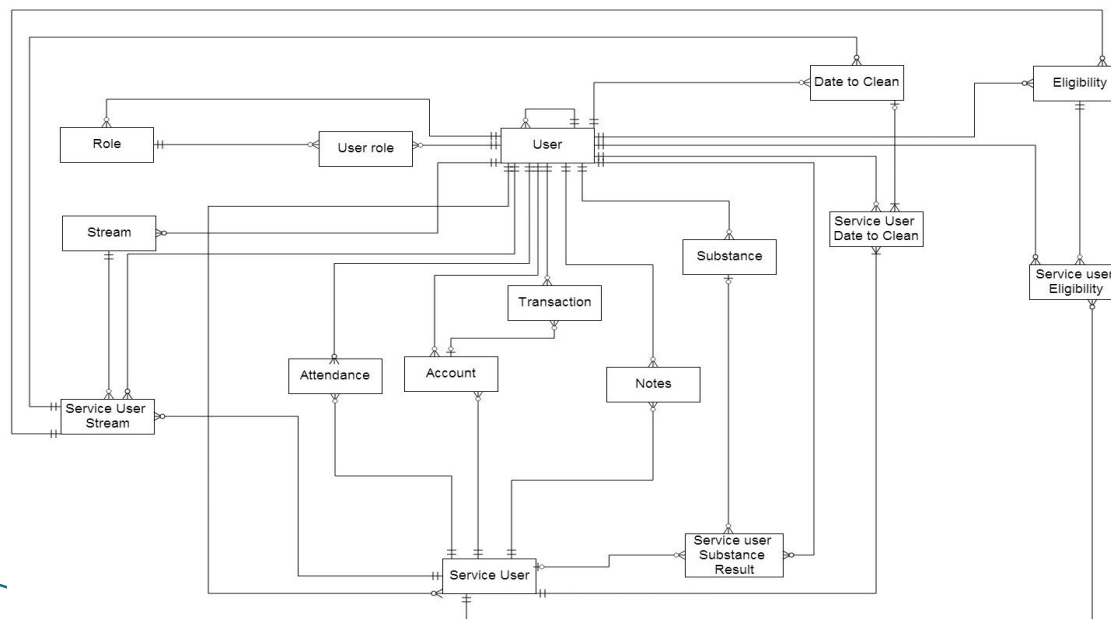 Date to Clean
Eligibility
Role
User role
User
Stream
Substance
Service User
Date to Clean
Service user
Eligibility
Transaction
Attendance
Account
Notes
Service User
Stream
Service user
Substance
Result
Service User